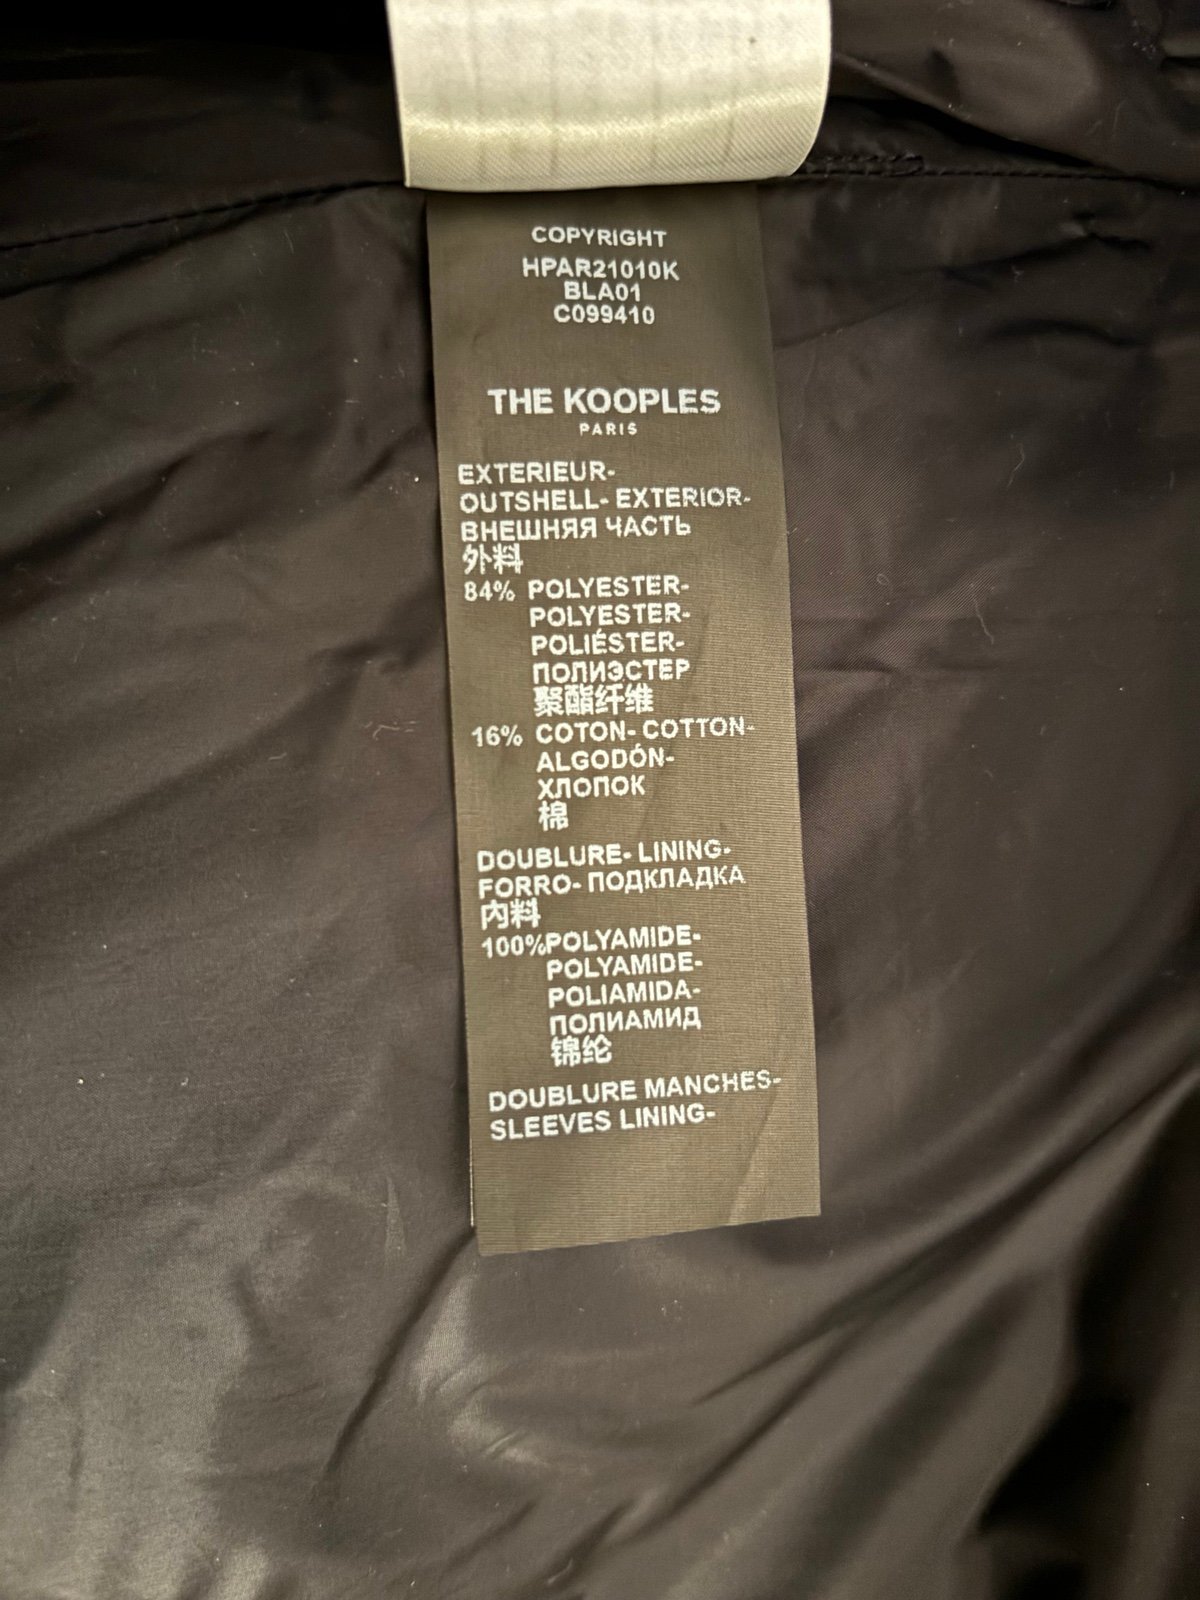 COPYRIGHT
HPAR21010K
BLA01
C099410
THE KOOPLES
PARIS
EXTERIEUR-
OUTSHELL- EXTERIOR-
ВНЕШНЯЯ ЧАСТЬ
外料
84% POLYESTER-
POLYESTER-
POLIÉSTER-
ПОЛИЭСТЕР
聚酯纤维
16% COTON- COTTON-
ALGODÓN-
ХЛОПОК
棉
DOUBLURE- LINING-
FORRO- ПОДКЛАДКА
内料
100%POLYAMIDE-
POLYAMIDE-
POLIAMIDA-
ПОЛИАМИД
锦纶
DOUBLURE MANCHES-
SLEEVES LINING-